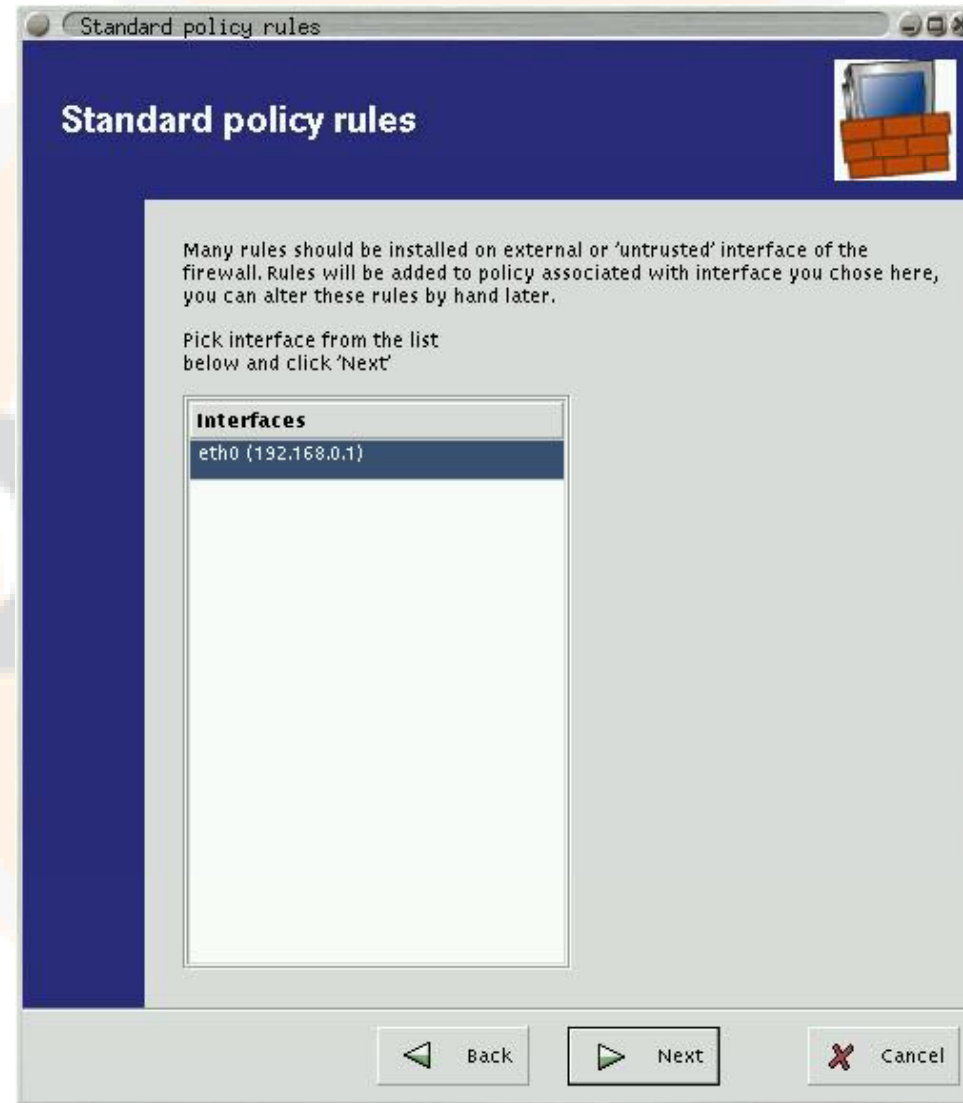 Standard policy rules
Standard policy rules
Many rules should be installed on external or 'untrusted' interface of the
firewall. Rules will be added to policy associated with interface you chose here,
you can alter these rules by hand later.
Pick interface from the list
below and click 'Next'
Interfaces
eth0 (192.168.0.1)
Back
Next
Cancel